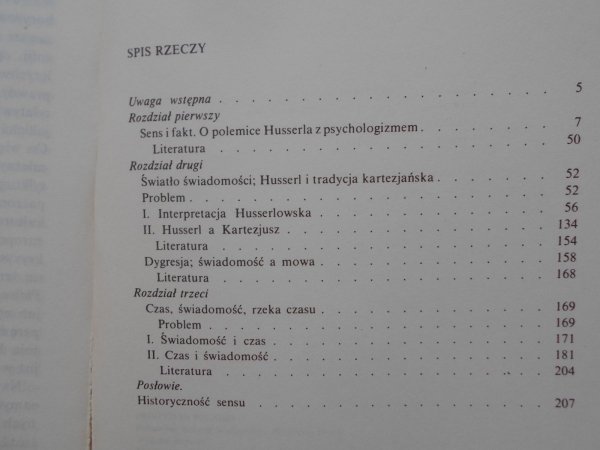 SPIS RZECZY
Uwaga wstępna . . . . . . . . . . . . . . . . . . 5
Rozdział pierwszy
Sens i fakt. O polemice Husserla z psychologizmem . . . . . . . 7
Literatura . . . . . . . . . . . . . . . . . . 50
Rozdział drugi
Światło świadomości; Husserl i tradycja kartezjańska . . . . . . . 52
Problem . . . . . . . . . . . . . . . . . . 52
I. Interpretacja Husserlowska . . . . . . . . . . . . 56
II. Husserl a Kartezjusz . . . . . . . . . . . . . . 134
Literatura . . . . . . . . . . . . . . . . . 154
Dygresja; świadomość a mowa . . . . . . . . . . . . 158
Literatura . . . . . . . . . . . . . . . . . 168
Rozdział trzeci
Czas, świadomość, rzeka czasu . . . . . . . . . . . . 169
Problem . . . . . . . . . . . . . . . . . . 169
I. Świadomość i czas . . . . . . . . . . . . . . . 171
II. Czas i świadomość . . . . . . . . . . . . . . . 181
Literatura . . . . . . . . . . . . . . . . . 204
Posłowie.
Historyczność sensu . . . . . . . . . . . . . . . 207